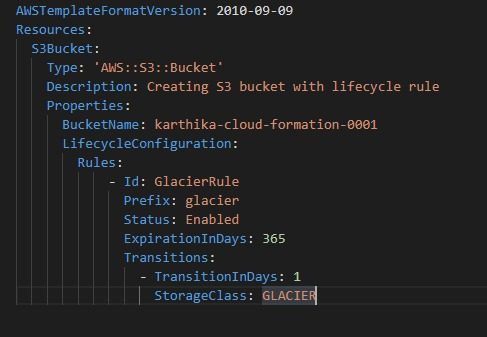 AWSTemplateFormatVersion: 2010-09-09
Resources:
  S3Bucket:
    Type: 'AWS::S3::Bucket'
    Description: Creating S3 bucket with lifecycle rule
    Properties:
      BucketName: karthika-cloud-formation-0001
      LifecycleConfiguration:
        Rules:
            - Id: GlacierRule
              Prefix: glacier
              Status: Enabled
              ExpirationInDays: 365
              Transitions:
                - TransitionInDays: 1
                  StorageClass: GLACIER